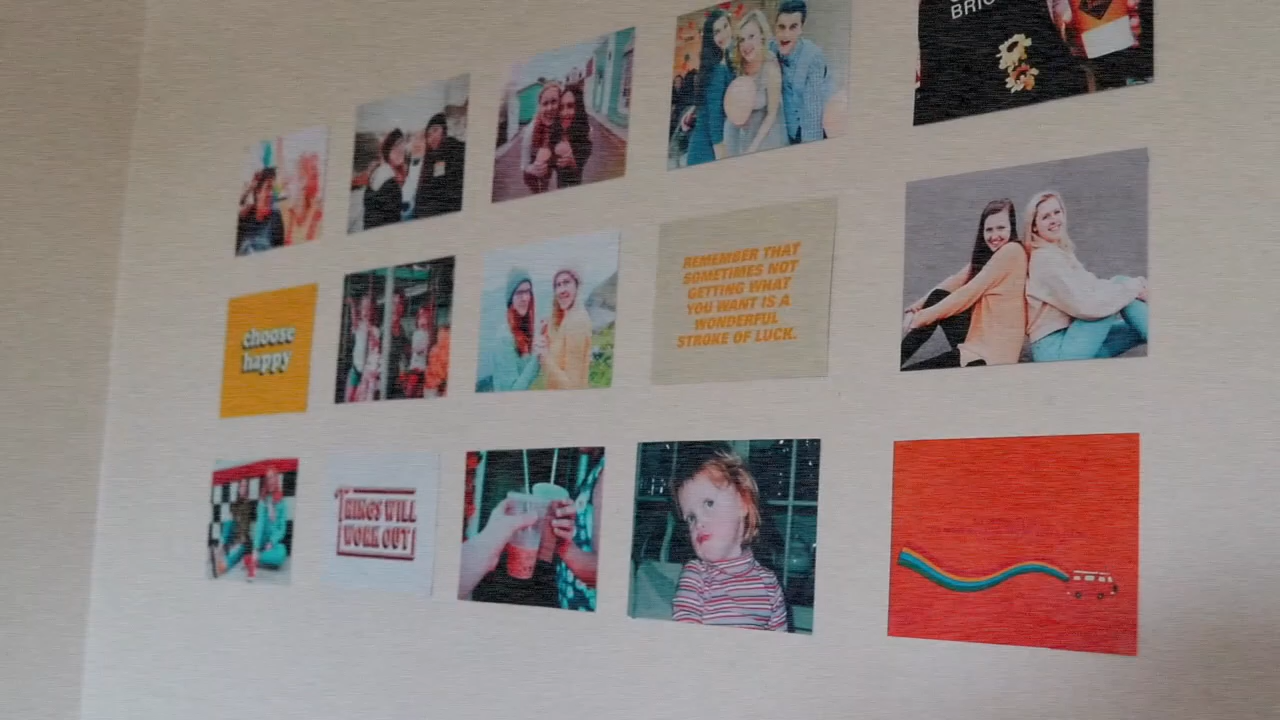 REMEMBER THAT
SOMETIMES NOT
GETTING WHAT
YOU WANT IS A
WONDERFUL
STROKE OF LUCK.
choose
happy
THINGS WILL
WORK OUT